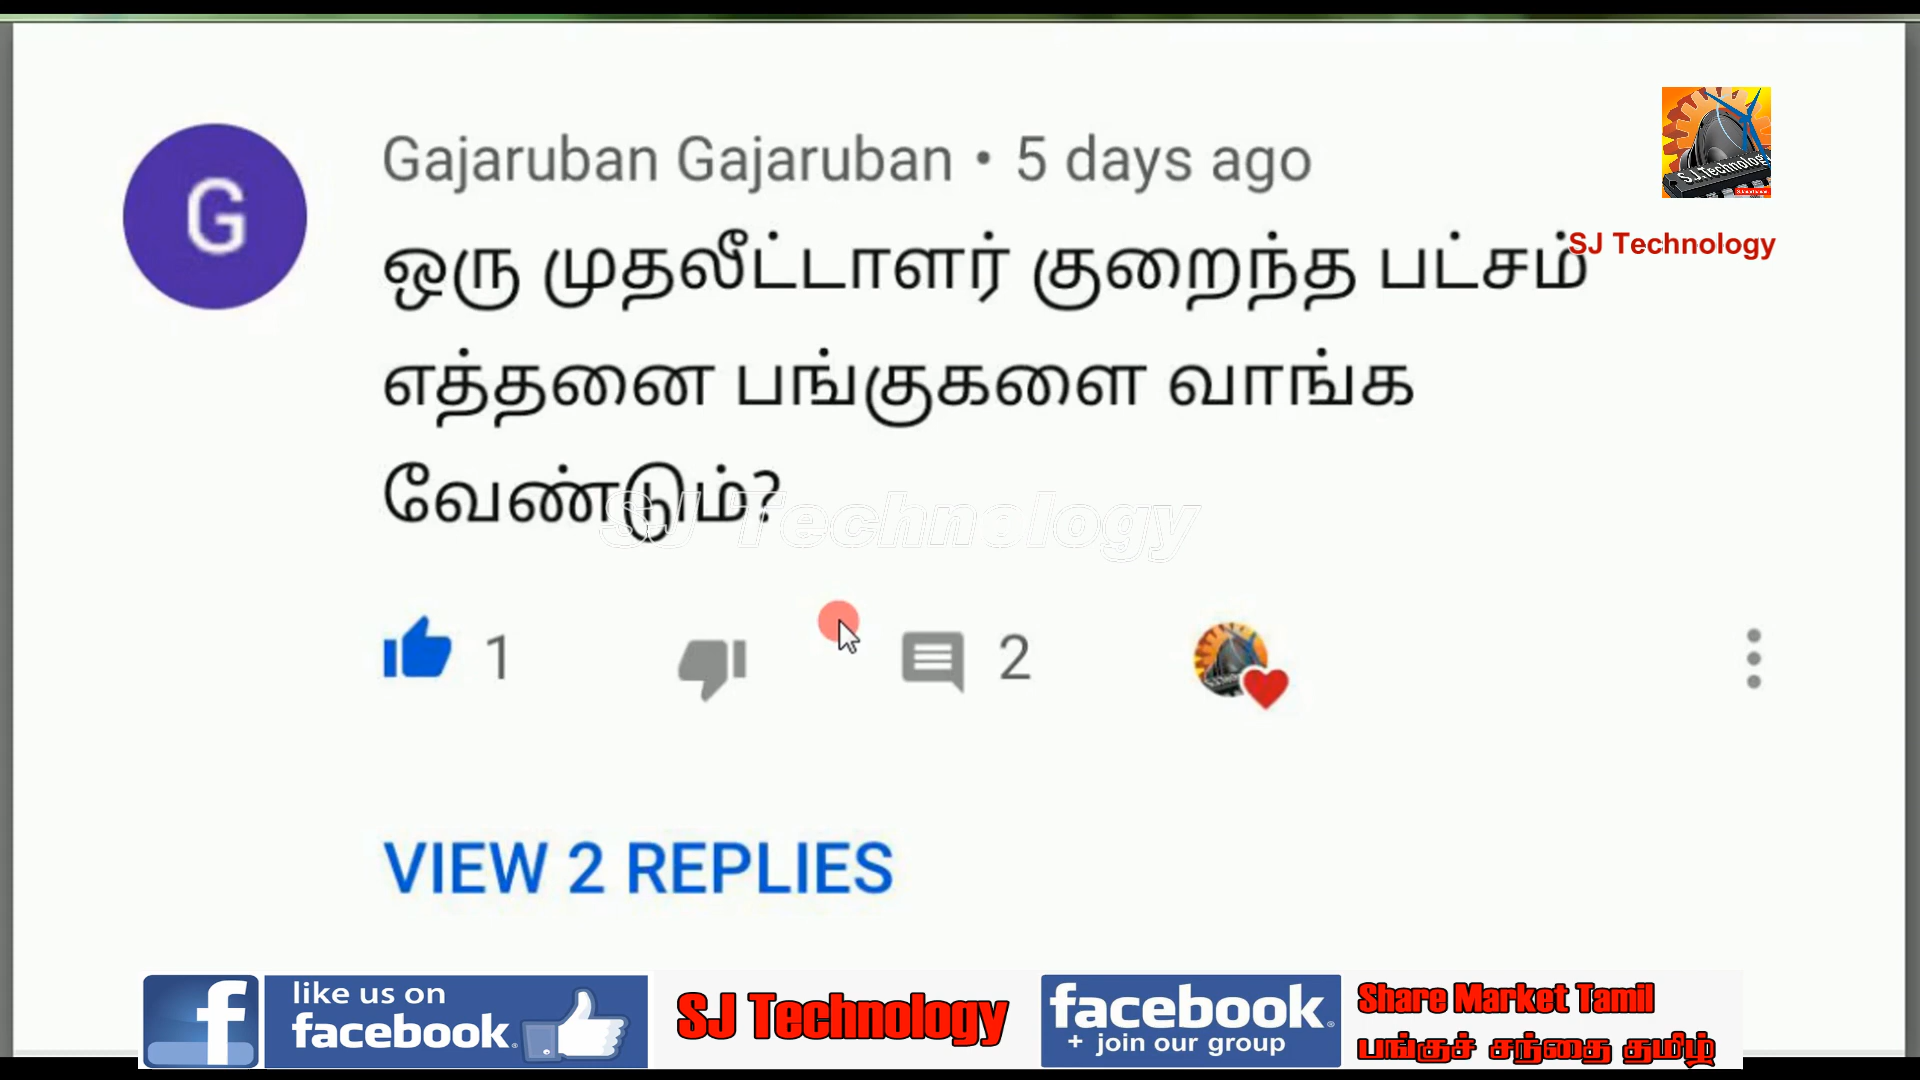 G
Gajaruban Gajaruban • 5 days ago
ஒரு முதலீட்டாளர் குறைந்த பட்சம்
எத்தனை பங்குகளை வாங்க
வேண்டும்?
S.J.Technology
SJ Technology
SJ Technology
1
2
VIEW 2 REPLIES
f
like us on
facebook.
SJ Technology
facebook.
+ join our group
Share Market Tamil
பங்குச் சந்தை தமிழ்